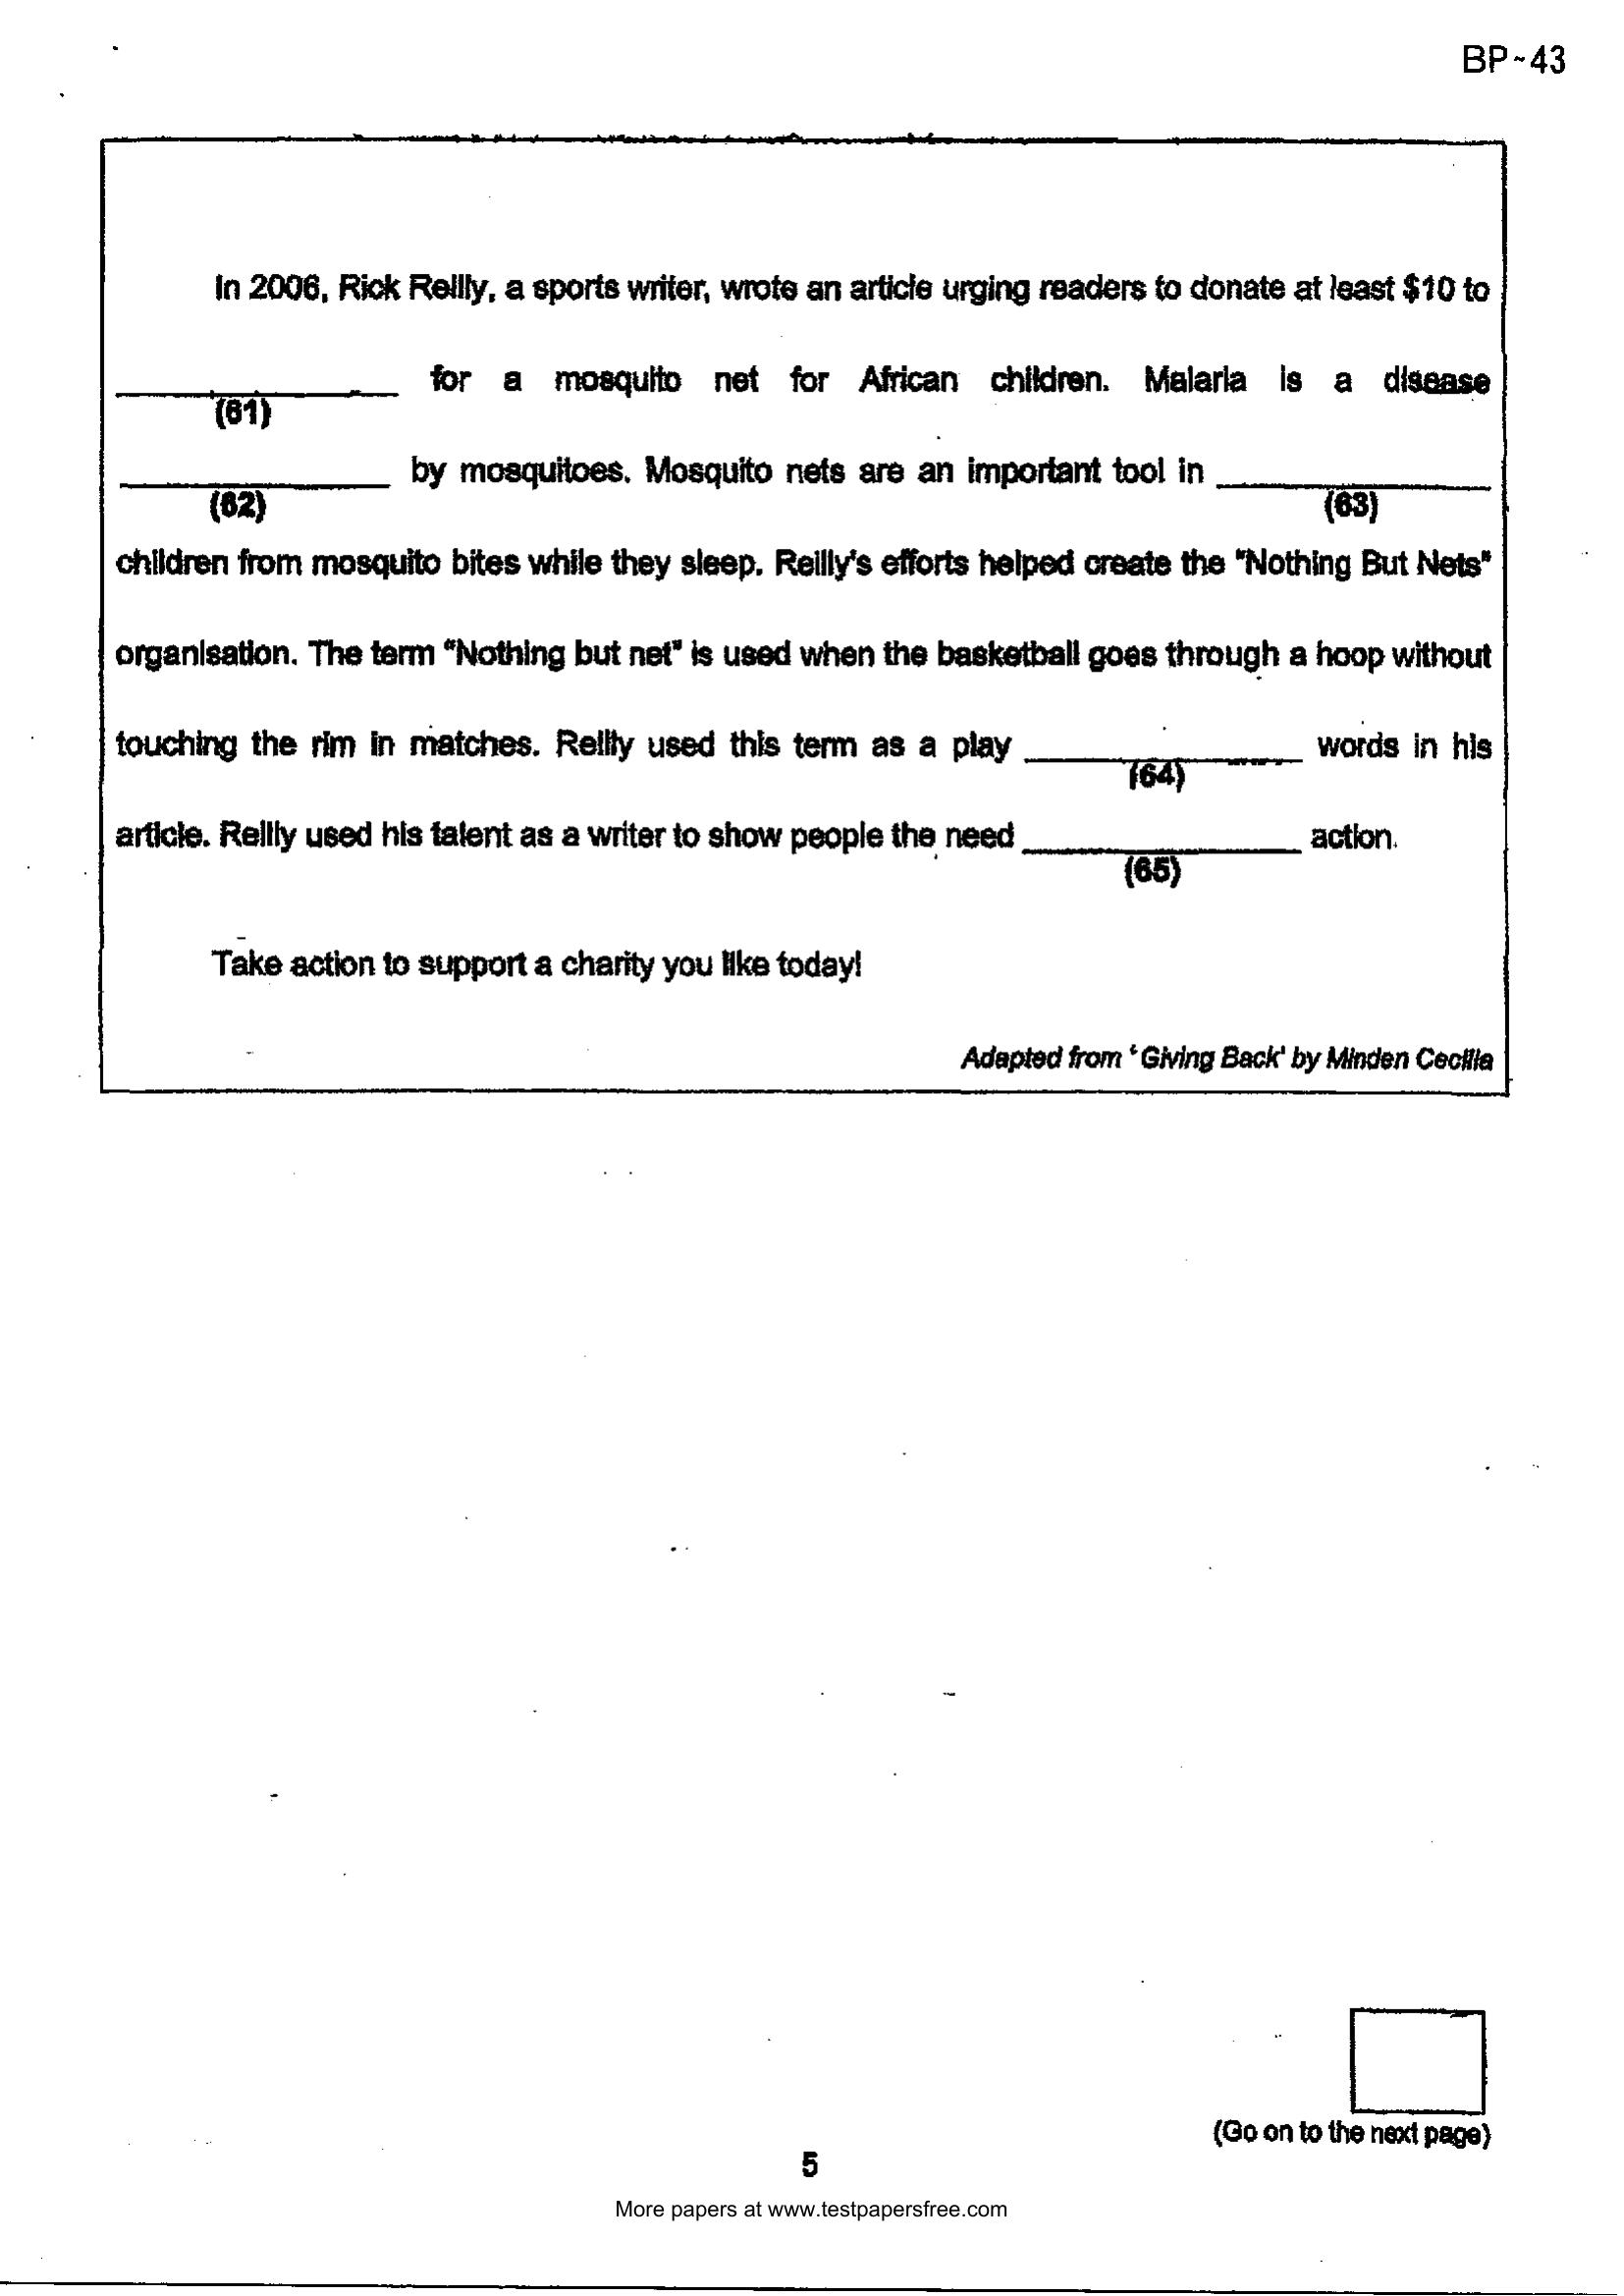 BP~43
In 2006, Rick Reilly, a sports writer, wrote an article urging readers to donate at least $10 to
____________ for a mosquito net for African children. Malaria is a disease
(61)
____________ by mosquitoes. Mosquito nets are an important tool in ____________
(62) (63)
children from mosquito bites while they sleep. Reilly's efforts helped create the "Nothing But Nets"
organisation. The term "Nothing but net" is used when the basketball goes through a hoop without
touching the rim in matches. Reilly used this term as a play ____________ words in his
(64)
article. Reilly used his talent as a writer to show people the need ____________ action.
(65)
Take action to support a charity you like today!
Adapted from 'Giving Back' by Minden Cecilia
(Go on to the next page)
5
More papers at www.testpapersfree.com